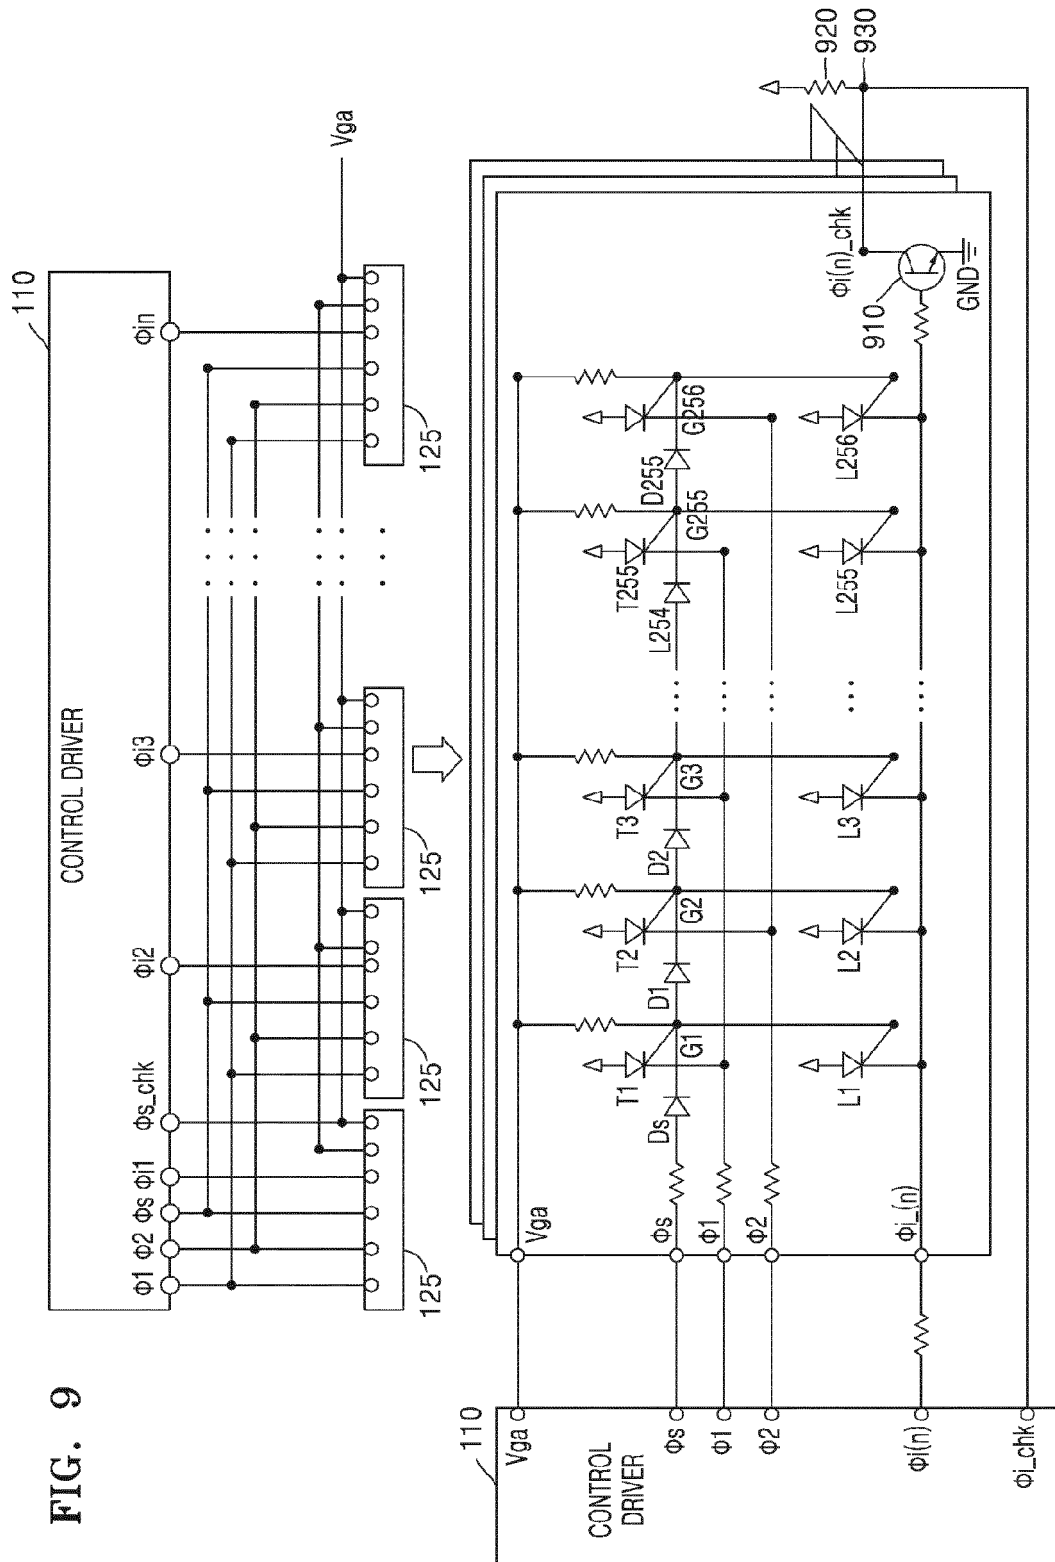 FIG. 9
110
CONTROL DRIVER
Φ1
Φ2
Φs
Φi1
Φs_chk
Φi2
Φi3
Φin
Vga
125
125
125
125
110
CONTROL
DRIVER
Vga
Φs
Φ1
Φ2
Φi(n)
Φi_chk
Vga
Φs
Φ1
Φ2
Φi_(n)
Ds
T1
G1
D1
T2
G2
D2
T3
G3
L254
T255
G255
D255
G256
L1
L2
L3
L255
L256
910
GND
Φi(n)_chk
920
930